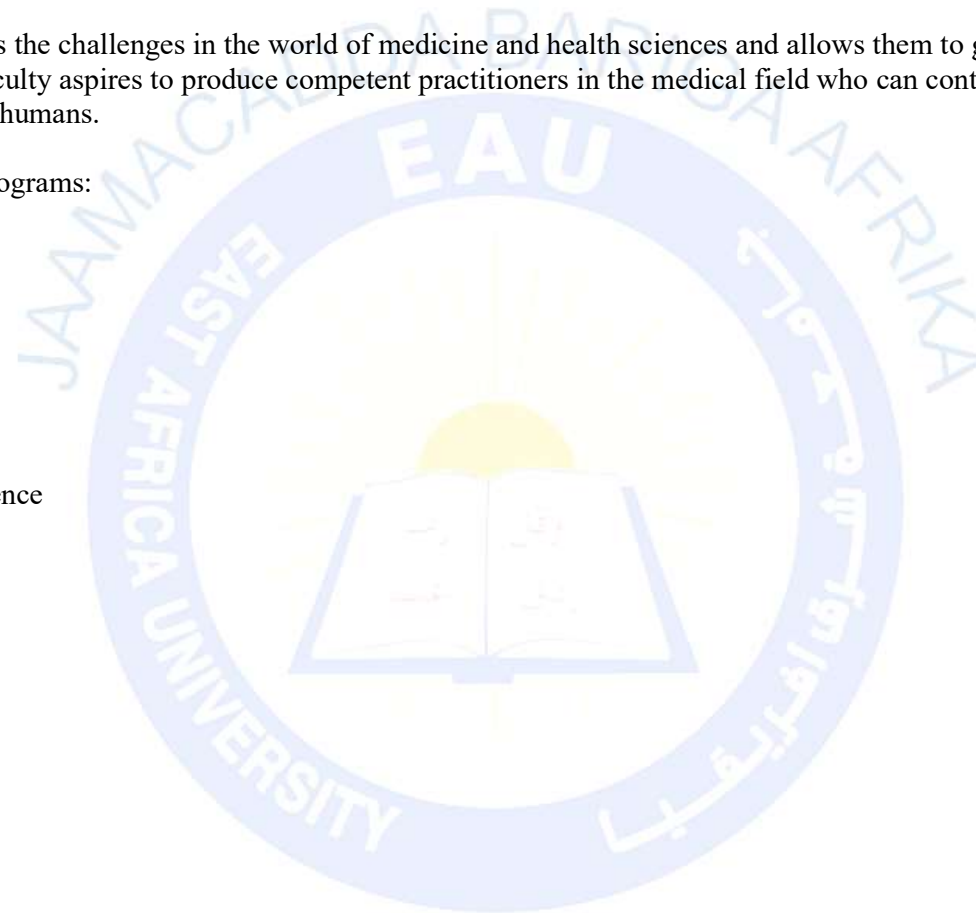 s the challenges in the world of medicine and health sciences and allows them to g
culty aspires to produce competent practitioners in the medical field who can cont
humans.
ograms:
ence
JAAMACADDA BARIGA AFRIKA
EAU
EAST AFRICA UNIVERSITY